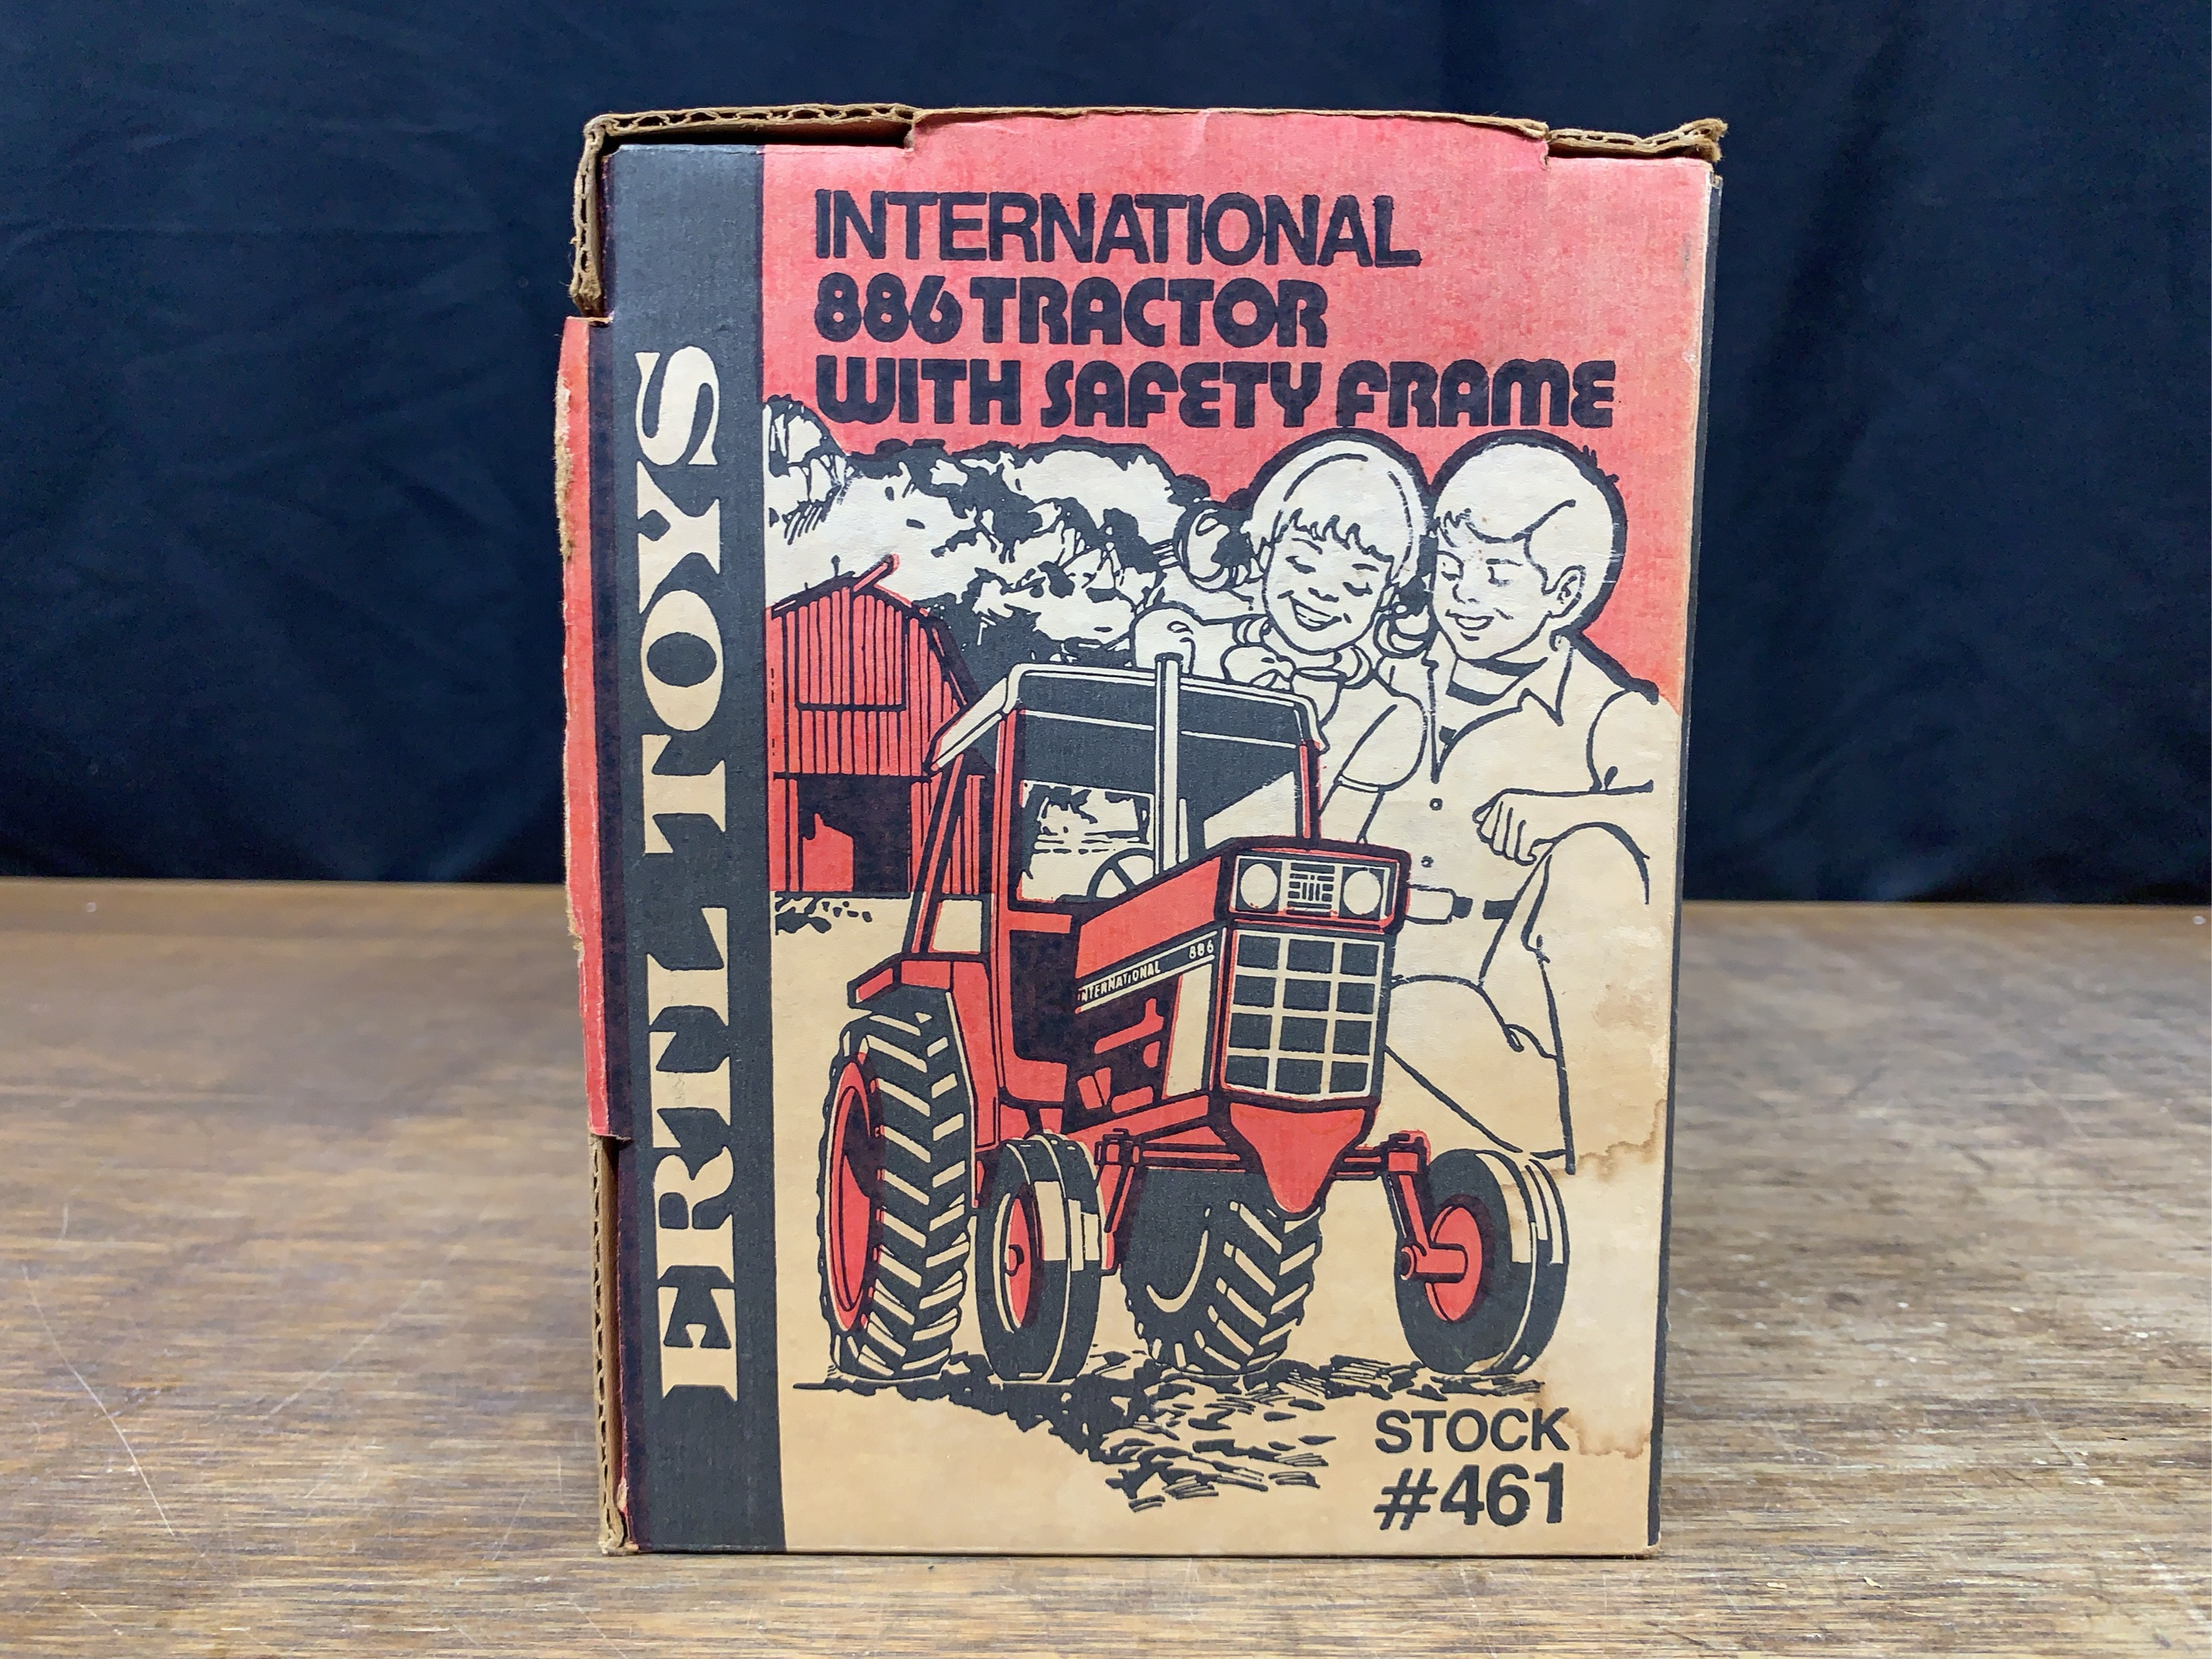 INTERNATIONAL
886 TRACTOR
WITH SAFETY FRAME
ERTL TOYS
INTERNATIONAL 886
STOCK
#461